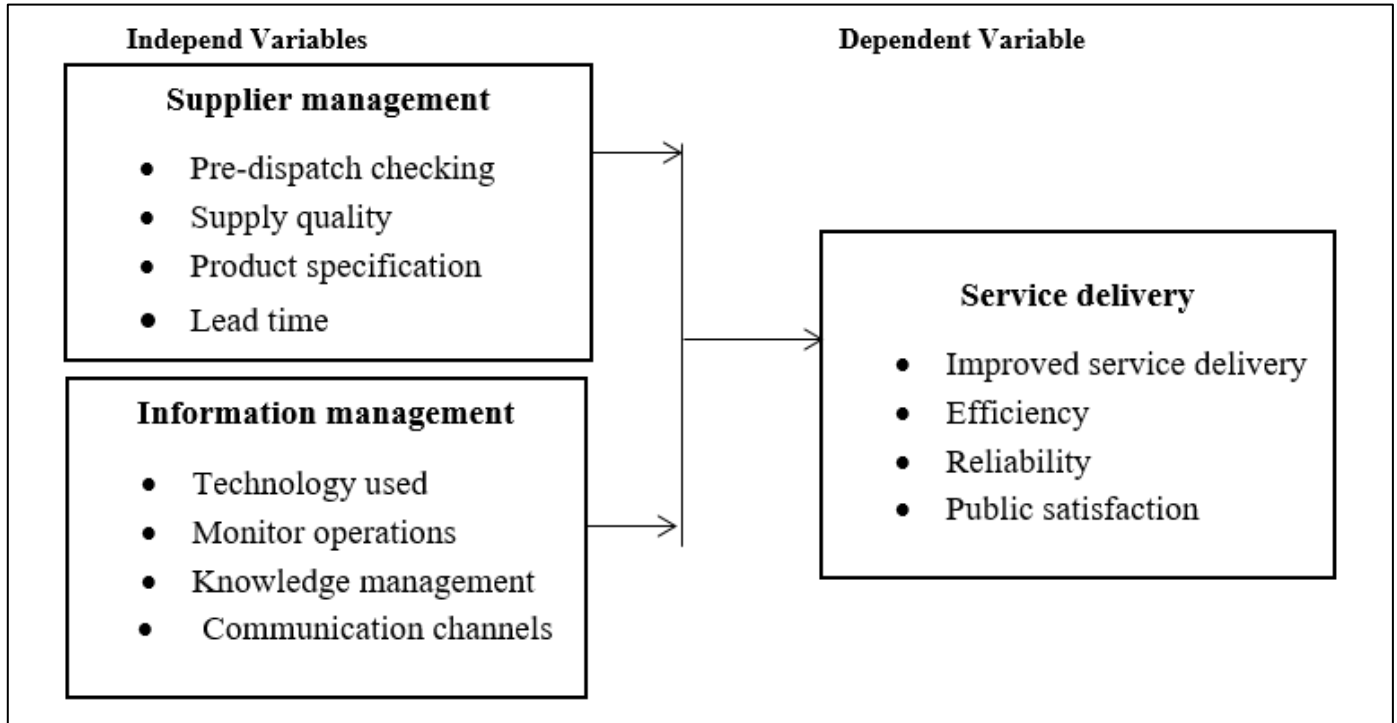 Independ Variables
Supplier management
• Pre-dispatch checking
• Supply quality
• Product specification
• Lead time
Information management
• Technology used
• Monitor operations
• Knowledge management
• Communication channels
Dependent Variable
Service delivery
• Improved service delivery
• Efficiency
• Reliability
• Public satisfaction